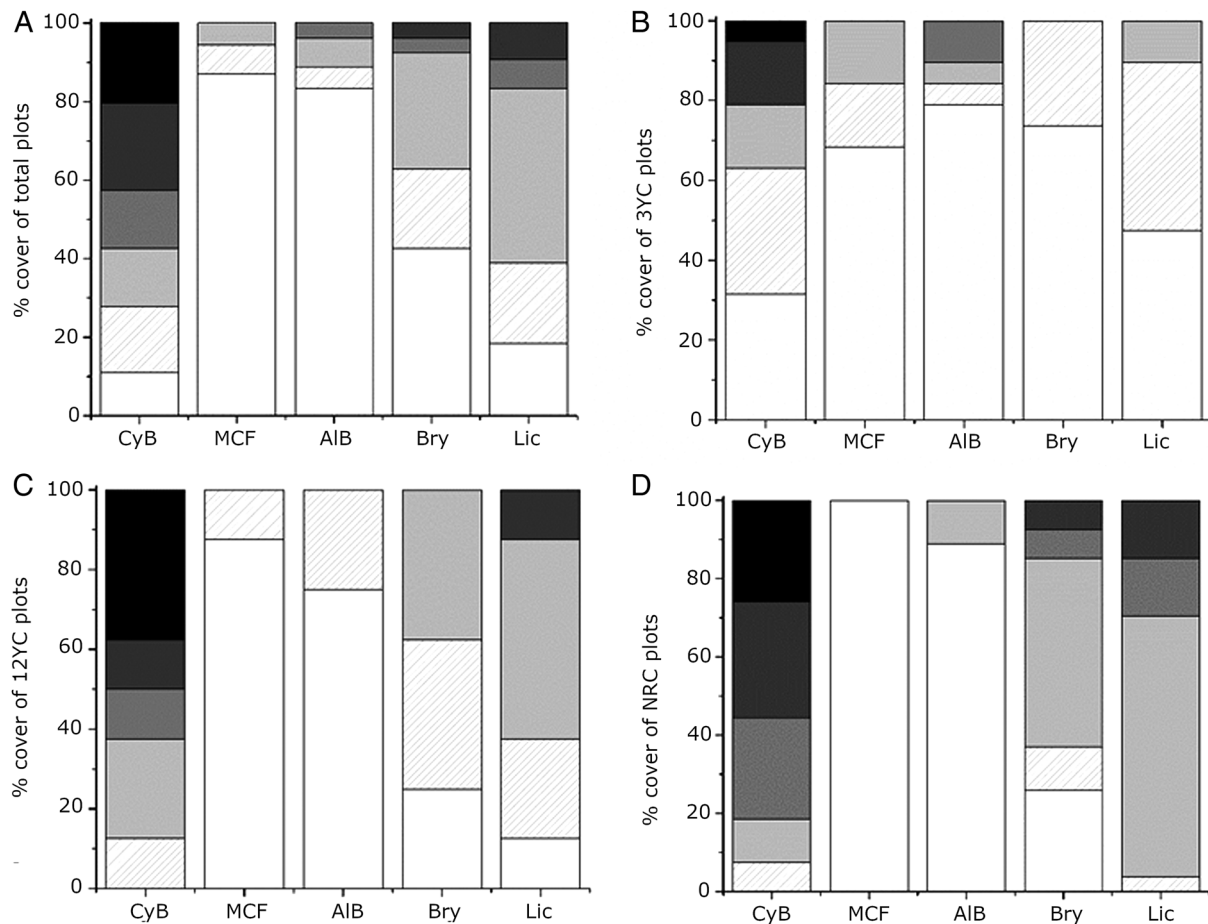 A
% cover of total plots
100
80
60
40
20
0
CyB MCF AlB Bry Lic
B
% cover of 3YC plots
100
80
60
40
20
0
CyB MCF AlB Bry Lic
C
% cover of 12YC plots
100
80
60
40
20
0
CyB MCF AlB Bry Lic
D
% cover of NRC plots
100
80
60
40
20
0
CyB MCF AlB Bry Lic